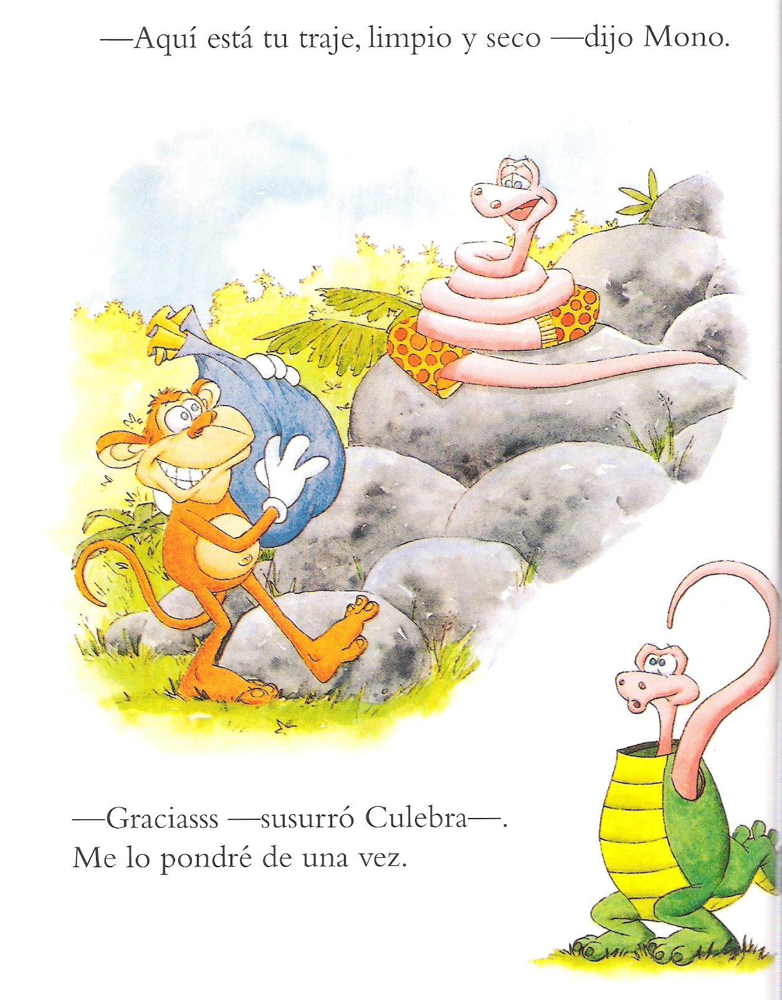 —Aquí está tu traje, limpio y seco —dijo Mono.
—Graciasss —susurró Culebra—.
Me lo pondré de una vez.